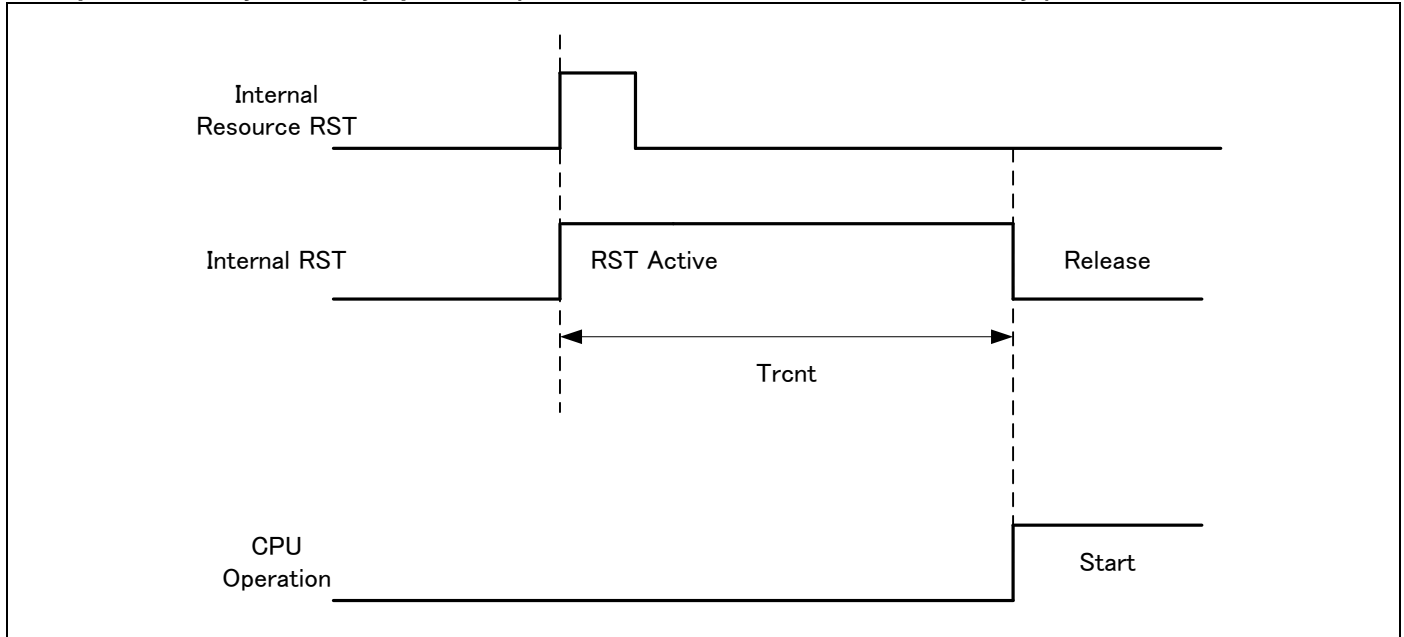 Internal
Resource RST
Internal RST
RST Active
Release
Trcnt
CPU
Operation
Start